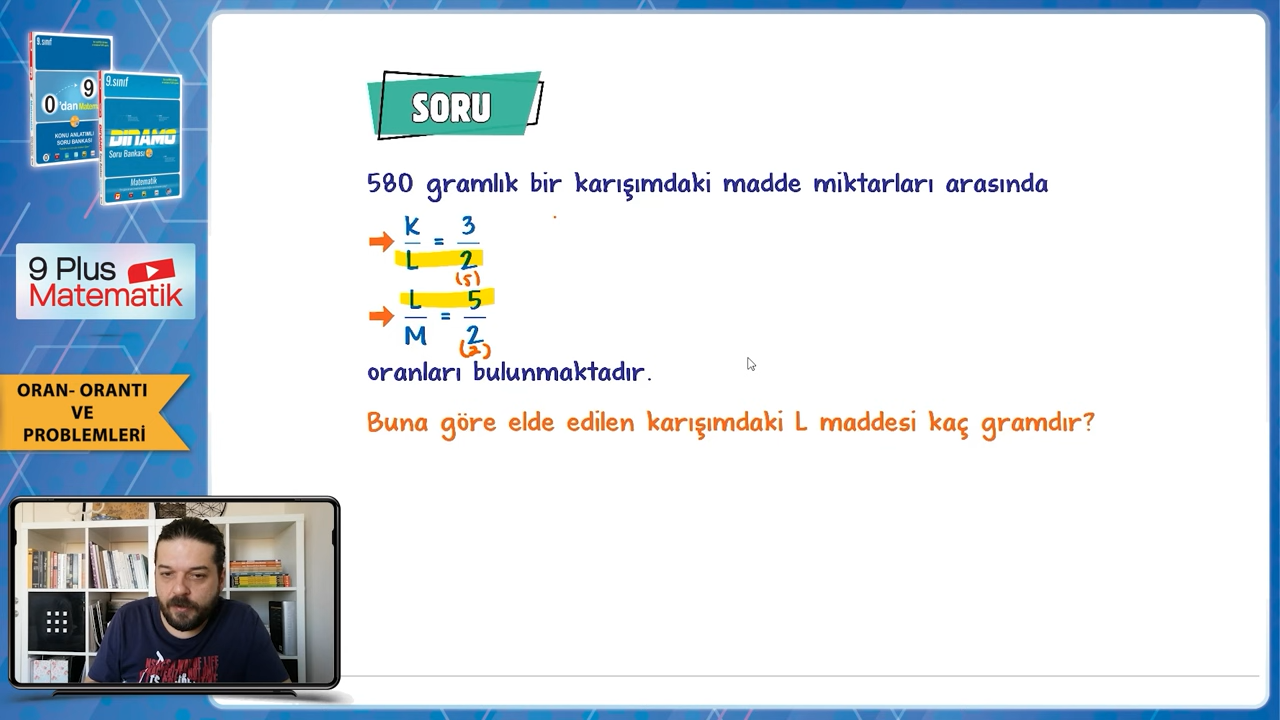 9.sınıf
0'dan 9
KONU ANLATIMLI
SORU BANKASI
9.sınıf
DINAMO
Soru Bankası
Matematik
9 Plus
Matematik
ORAN- ORANTI
VE
PROBLEMLERİ
SORU
580 gramlık bir karışımdaki madde miktarları arasında
K/L = 3/2
(5)
L/M = 5/2
(2)
oranları bulunmaktadır.
Buna göre elde edilen karışımdaki L maddesi kaç gramdır?